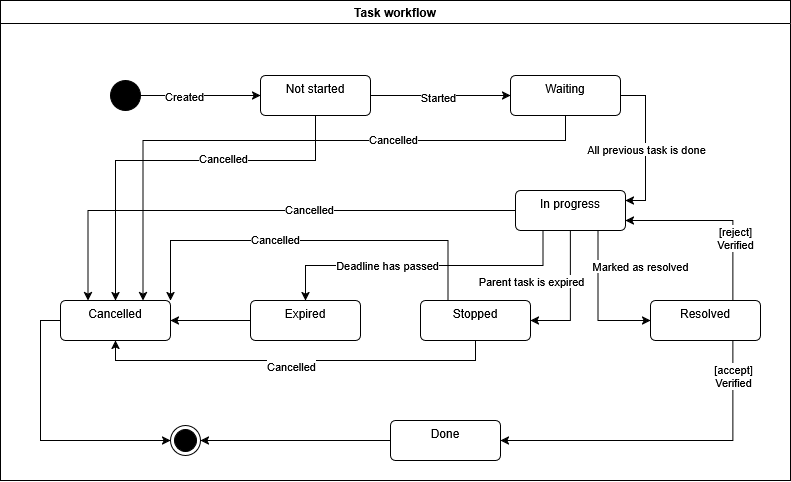 Task workflow
Created
Not started
Started
Waiting
Cancelled
Cancelled
All previous task is done
In progress
Cancelled
[reject]
Verified
Cancelled
Deadline has passed
Marked as resolved
Parent task is expired
Cancelled
Expired
Stopped
Resolved
Cancelled
[accept]
Verified
Done